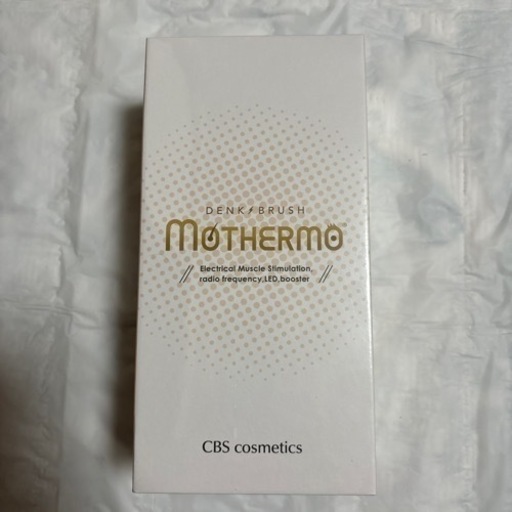 DENKI BRUSH
MOTHERMO
Electrical Muscle Stimulation,
radio frequency,LED,booster
CBS cosmetics